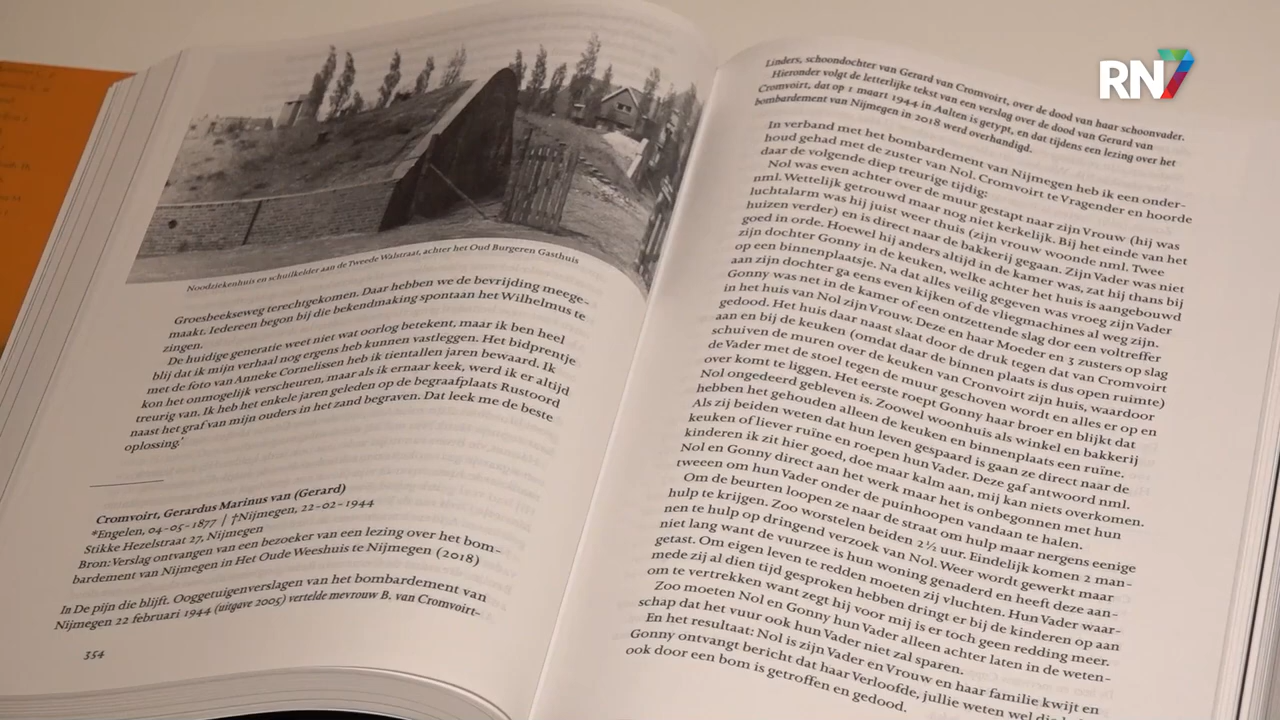 RN7
Noodziekenhuis en schuilkelder aan de Tweede Walstraat, achter het Oud Burgeren Gasthuis
Groesbeekseweg terechtgekomen. Daar hebben we de bevrijding meege-
maakt. Iedereen begon bij die bekendmaking spontaan het Wilhelmus te
zingen.
De huidige generatie weet niet wat oorlog betekent, maar ik ben heel
blij dat ik mijn verhaal nog ergens heb kunnen vastleggen. Het bidprentje
met de foto van Anneke Cornelissen heb ik tientallen jaren bewaard. Ik
kon het onmogelijk verscheuren, maar als ik ernaar keek, werd ik er altijd
treurig van. Ik heb het enkele jaren geleden op de begraafplaats Rustoord
naast het graf van mijn ouders in het zand begraven. Dat leek me de beste
oplossing.'
Cromvoirt, Gerardus Marinus van (Gerard)
*Engelen, 04-05-1877 | †Nijmegen, 22-02-1944
Stikke Hezelstraat 27, Nijmegen
Bron: Verslag ontvangen van een bezoeker van een lezing over het bom-
bardement van Nijmegen in Het Oude Weeshuis te Nijmegen (2018)
In De pijn die blijft. Ooggetuigenverslagen van het bombardement van
Nijmegen 22 februari 1944 (uitgave 2005) vertelde mevrouw B. van Cromvoirt-
354
Linders, schoondochter van Gerard van Cromvoirt, over de dood van haar schoonvader.
Hieronder volgt de letterlijke tekst van een verslag over de dood van Gerard van
Cromvoirt, dat op 1 maart 1944 in Aalten is getypt, en dat tijdens een lezing over het
bombardement van Nijmegen in 2018 werd overhandigd.
In verband met het bombardement van Nijmegen heb ik een onder-
houd gehad met de zuster van Nol. Cromvoirt te Vragender en hoorde
daar de volgende diep treurige tijdig:
Nol was even achter over de muur gestapt naar zijn Vrouw (hij was
nml. Wettelijk getrouwd maar nog niet kerkelijk. Bij het einde van het
luchtalarm was hij juist weer thuis (zijn vrouw woonde nml. Twee
huizen verder) en is direct naar de bakkerij gegaan. Zijn Vader was niet
goed in orde. Hoewel hij anders altijd in de kamer was, zat hij thans bij
zijn dochter Gonny in de keuken, welke achter het huis is aangebouwd
op een binnenplaatsje. Na dat alles veilig gegeven was vroeg zijn Vader
aan zijn dochter ga eens even kijken of de vliegmachines al weg zijn.
Gonny was net in de kamer of een ontzettende slag dor een voltreffer
in het huis van Nol zijn Vrouw. Deze en haar Moeder en 3 zusters op slag
gedood. Het huis daar naast slaat door de druk tegen dat van Cromvoirt
aan en bij de keuken (omdat daar de binnen plaats is dus open ruimte)
schuiven de muren over de keuken van Cronvoirt zijn huis, waardoor
de Vader met de stoel tegen de muur geschoven wordt en alles er op en
over komt te liggen. Het eerste roept Gonny haar broer en blijkt dat
Nol ongedeerd gebleven is. Zoowel woonhuis als winkel en bakkerij
hebben het gehouden alleen de keuken en binnenplaats een ruïne.
Als zij beiden weten dat hun leven gespaard is gaan ze direct naar de
keuken of liever ruïne en roepen hun Vader. Deze gaf antwoord nml.
kinderen ik zit hier goed, doe maar kalm aan, mij kan niets overkomen.
Nol en Gonny direct aan het werk maar het is onbegonnen met hun
tweeen om hun Vader onder de puinhoopen vandaan te halen.
Om de beurten loopen ze naar de straat om hulp maar nergens eenige
hulp te krijgen. Zoo worstelen beiden 2½ uur. Eindelijk komen 2 man-
nen te hulp op dringend verzoek van Nol. Weer wordt gewerkt maar
niet lang want de vuurzee is hun woning genaderd en heeft deze aan-
getast. Om eigen leven te redden moeten zij vluchten. Hun Vader waar-
mede zij al dien tijd gesproken hebben dringt er bij de kinderen op aan
om te vertrekken want zegt hij voor mij is er toch geen redding meer.
Zoo moeten Nol en Gonny hun Vader alleen achter laten in de weten-
schap dat het vuur ook hun Vader niet zal sparen.
En het resultaat: Nol is zijn Vader en Vrouw en haar familie kwijt en
Gonny ontvangt bericht dat haar Verloofde, jullie weten wel die
ook door een bom is getroffen en gedood.